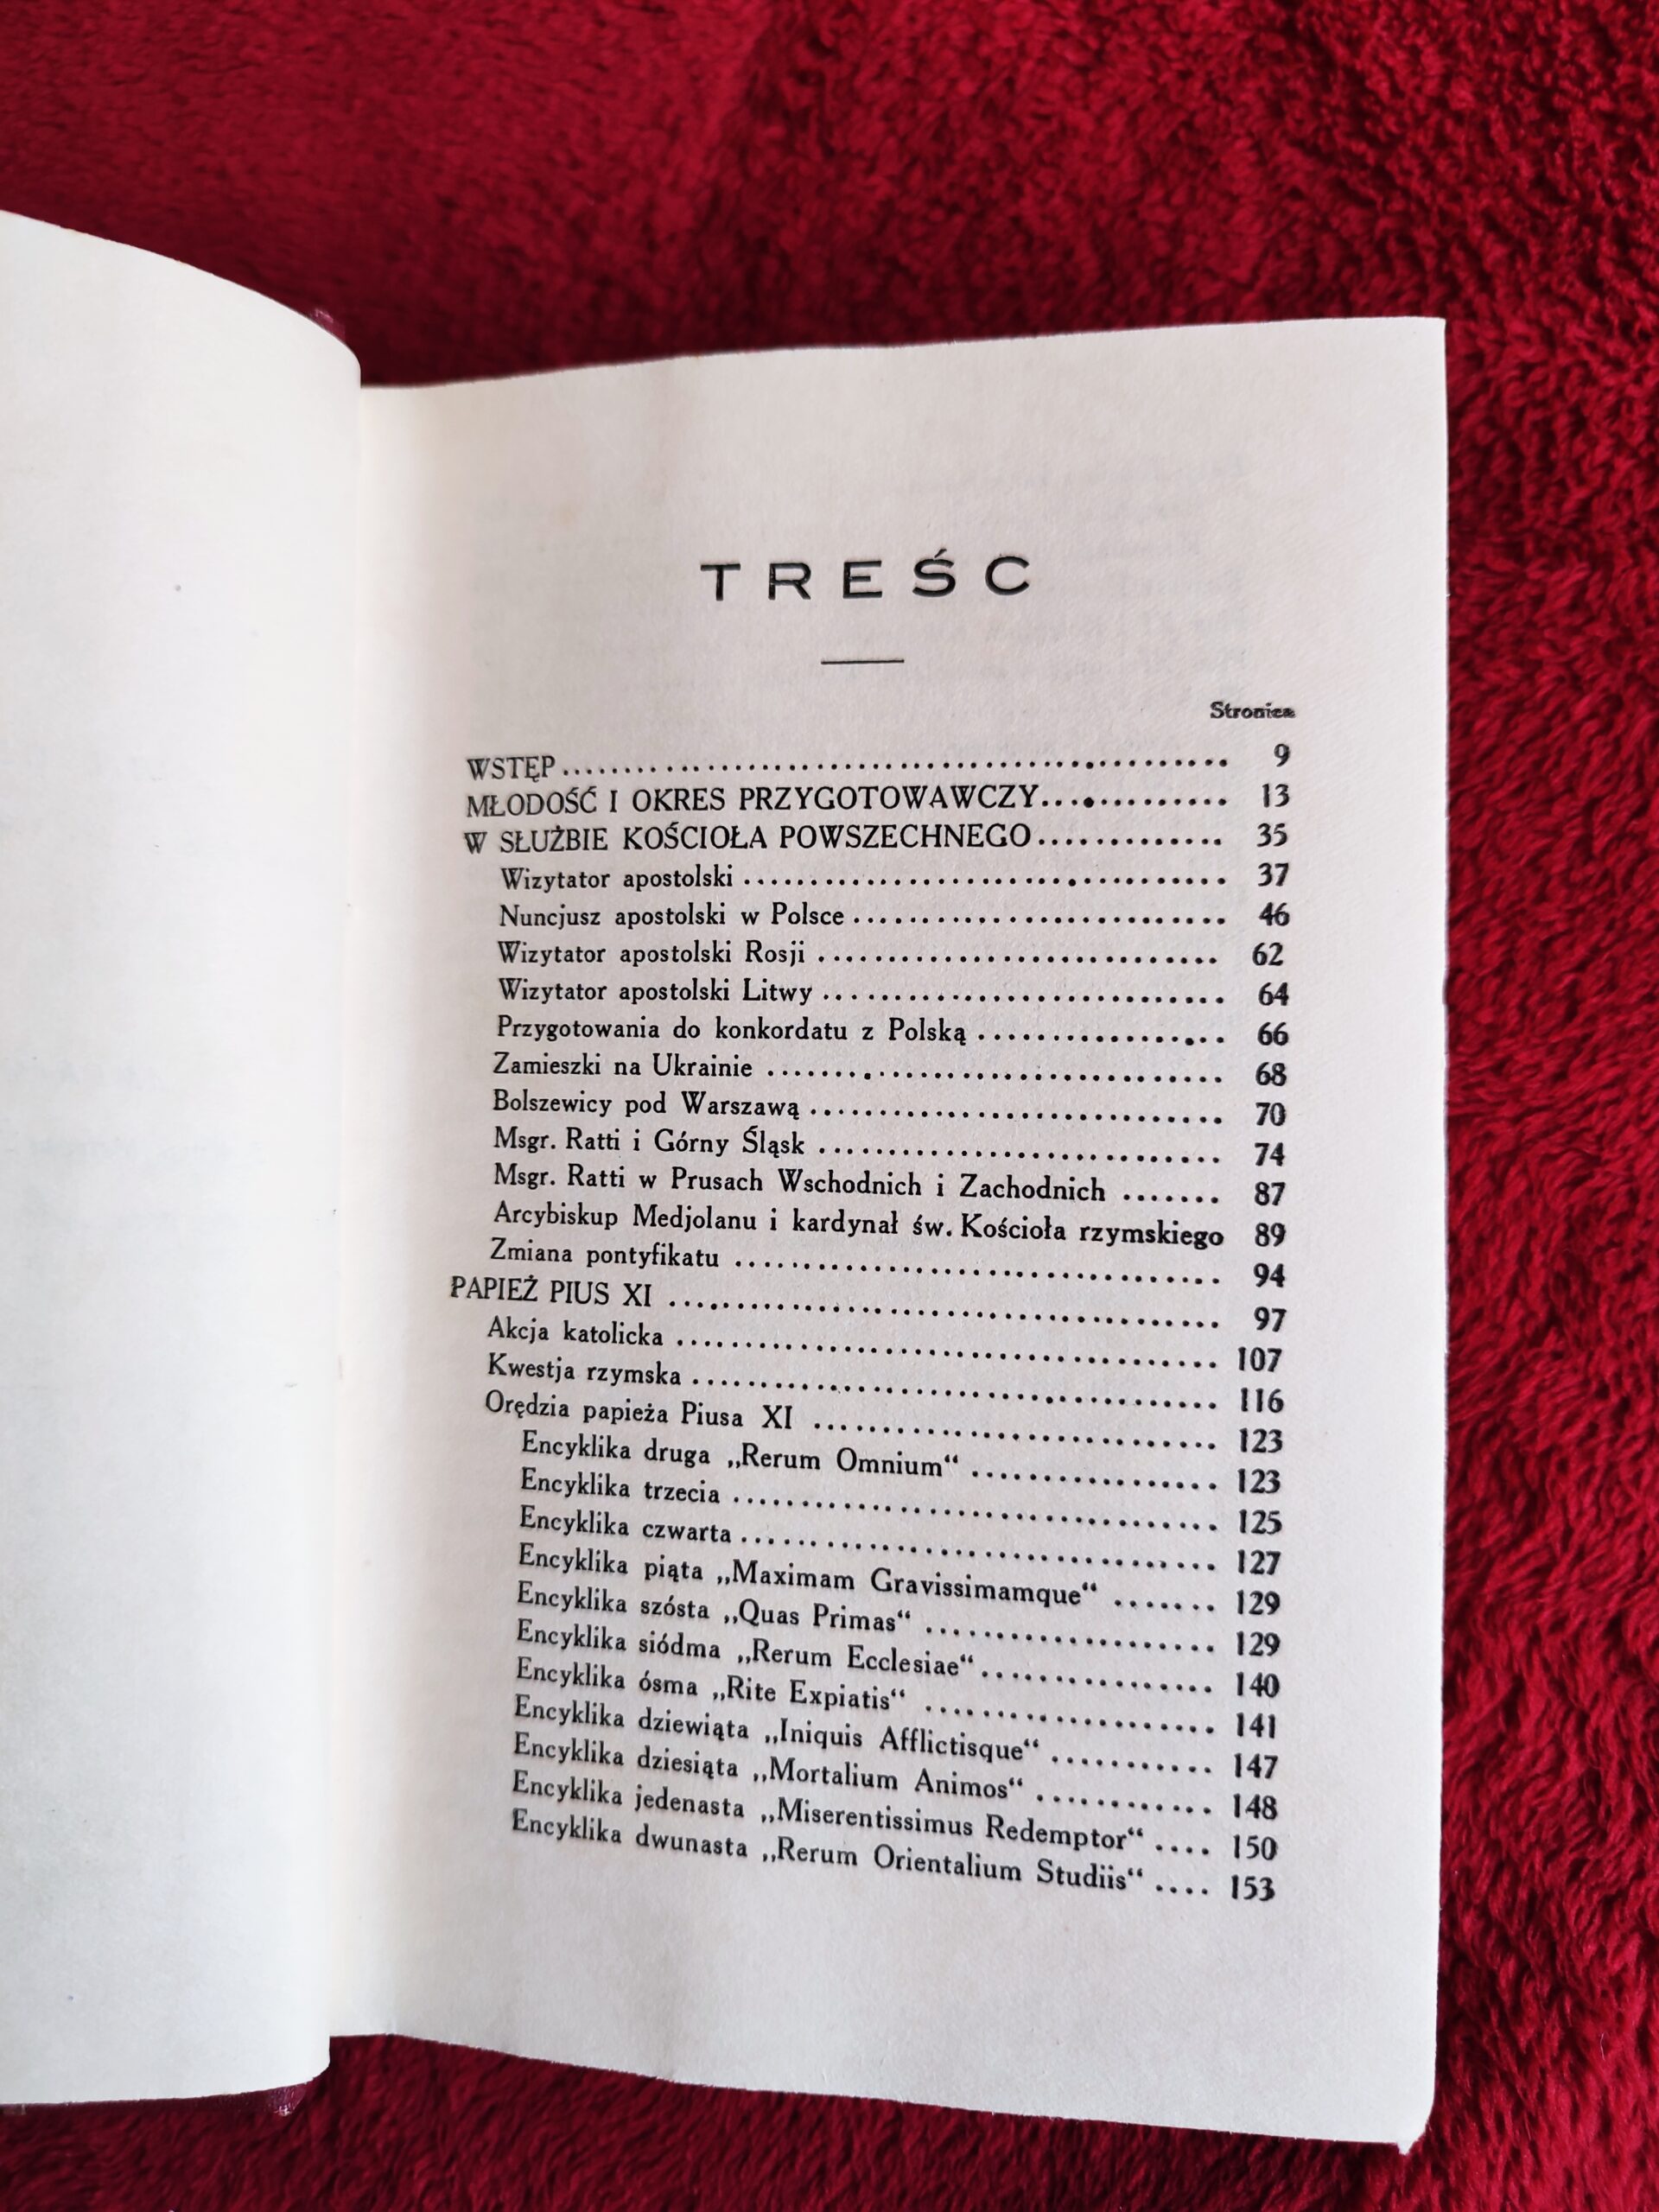 TREŚC
Stronica
WSTĘP........................................ 9
MŁODOŚĆ I OKRES PRZYGOTOWAWCZY............ 13
W SŁUŻBIE KOŚCIOŁA POWSZECHNEGO............ 35
Wizytator apostolski .............................. 37
Nuncjusz apostolski w Polsce ....................... 46
Wizytator apostolski Rosji ......................... 62
Wizytator apostolski Litwy ......................... 64
Przygotowania do konkordatu z Polską ................ 66
Zamieszki na Ukrainie ............................. 68
Bolszewicy pod Warszawą ........................... 70
Msgr. Ratti i Górny Śląsk .......................... 74
Msgr. Ratti w Prusach Wschodnich i Zachodnich ....... 87
Arcybiskup Medjolanu i kardynał św. Kościoła rzymskiego 89
Zmiana pontyfikatu ................................ 94
PAPIEŻ PIUS XI .................................... 97
Akcja katolicka ................................... 107
Kwestja rzymska ................................... 116
Orędzia papieża Piusa XI .......................... 123
Encyklika druga „Rerum Omnium“ .................. 123
Encyklika trzecia ................................. 125
Encyklika czwarta ................................. 127
Encyklika piąta „Maximam Gravissimamque“ ....... 129
Encyklika szósta „Quas Primas“ .................... 129
Encyklika siódma „Rerum Ecclesiae“ ................ 140
Encyklika ósma „Rite Expiatis“ .................... 141
Encyklika dziewiąta „Iniquis Afflictisque“ ........... 147
Encyklika dziesiąta „Mortalium Animos“ ............ 148
Encyklika jedenasta „Miserentissimus Redemptor“ .... 150
Encyklika dwunasta „Rerum Orientalium Studiis“ .... 153